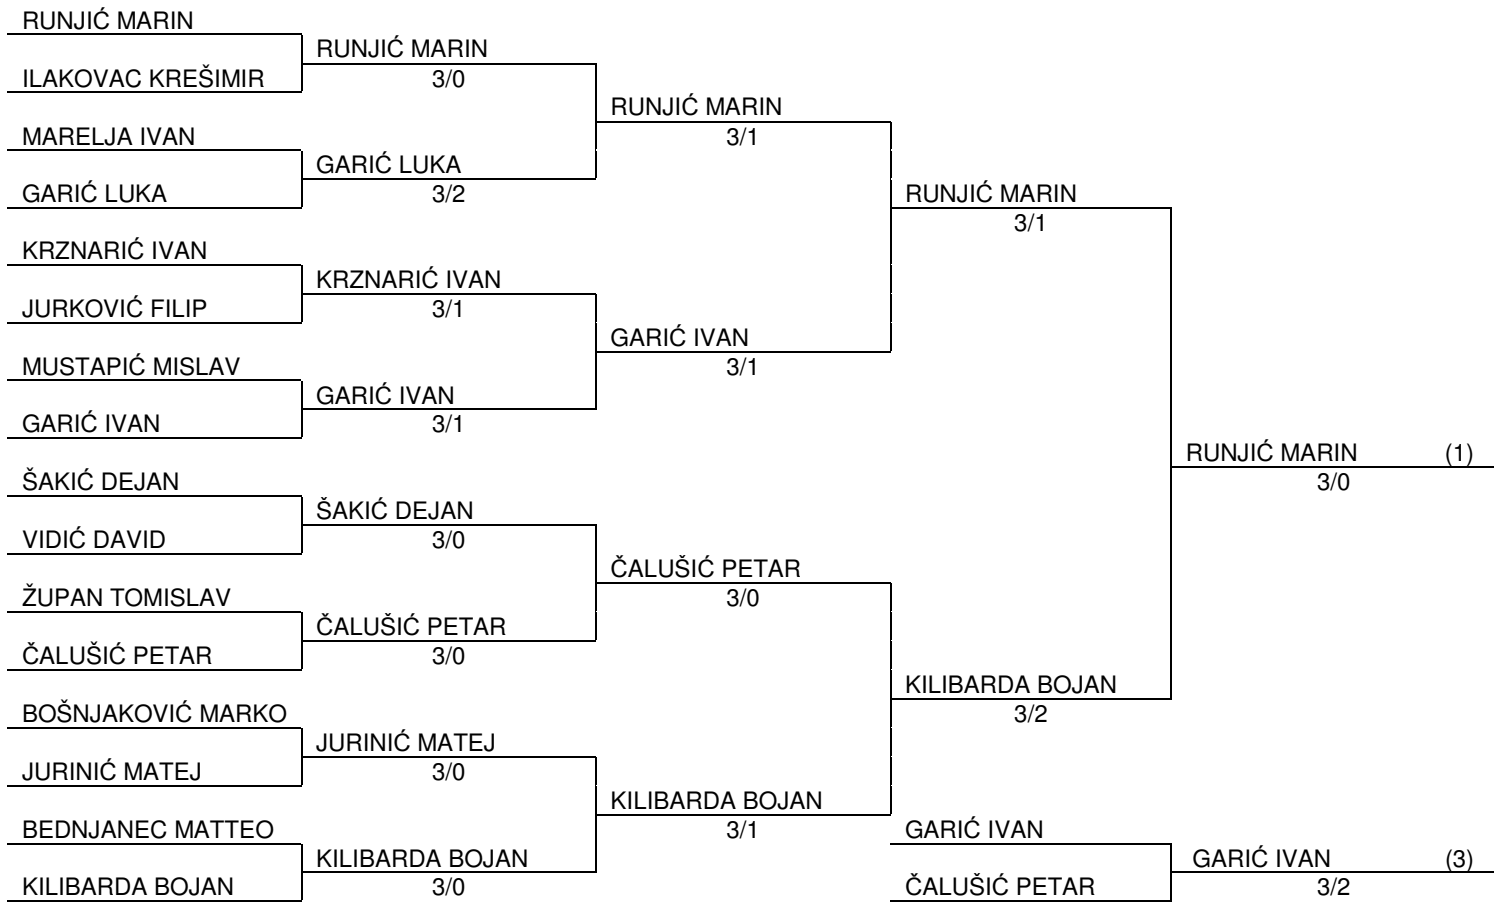 RUNJIĆ MARIN
RUNJIĆ MARIN
ILAKOVAC KREŠIMIR
3/0
RUNJIĆ MARIN
MARELJA IVAN
3/1
GARIĆ LUKA
GARIĆ LUKA
3/2
RUNJIĆ MARIN
3/1
KRZNARIĆ IVAN
KRZNARIĆ IVAN
JURKOVIĆ FILIP
3/1
GARIĆ IVAN
MUSTAPIĆ MISLAV
3/1
GARIĆ IVAN
GARIĆ IVAN
3/1
RUNJIĆ MARIN (1)
ŠAKIĆ DEJAN
3/0
ŠAKIĆ DEJAN
VIDIĆ DAVID
3/0
ČALUŠIĆ PETAR
ŽUPAN TOMISLAV
3/0
ČALUŠIĆ PETAR
ČALUŠIĆ PETAR
3/0
KILIBARDA BOJAN
BOŠNJAKOVIĆ MARKO
3/2
JURINIĆ MATEJ
JURINIĆ MATEJ
3/0
KILIBARDA BOJAN
BEDNJANEC MATTEO
3/1
GARIĆ IVAN
KILIBARDA BOJAN
GARIĆ IVAN (3)
KILIBARDA BOJAN
3/0
ČALUŠIĆ PETAR
3/2